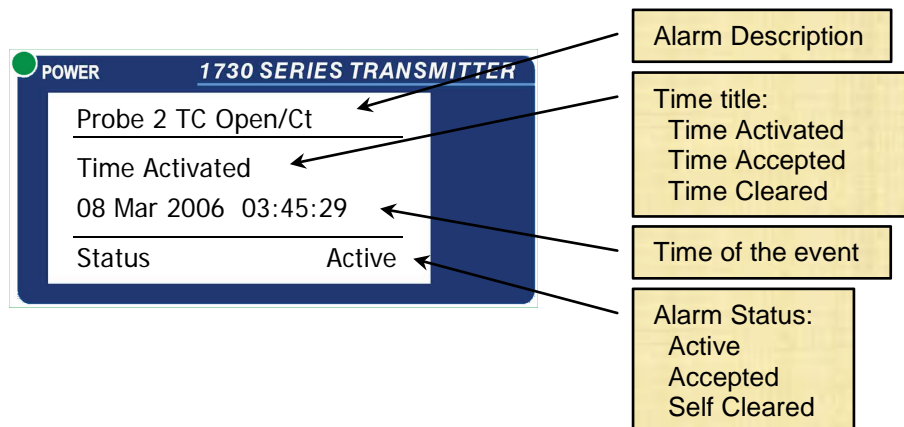 POWER 1730 SERIES TRANSMITTER
Probe 2 TC Open/Ct
Time Activated
08 Mar 2006 03:45:29
Status Active
Alarm Description
Time title:
Time Activated
Time Accepted
Time Cleared
Time of the event
Alarm Status:
Active
Accepted
Self Cleared